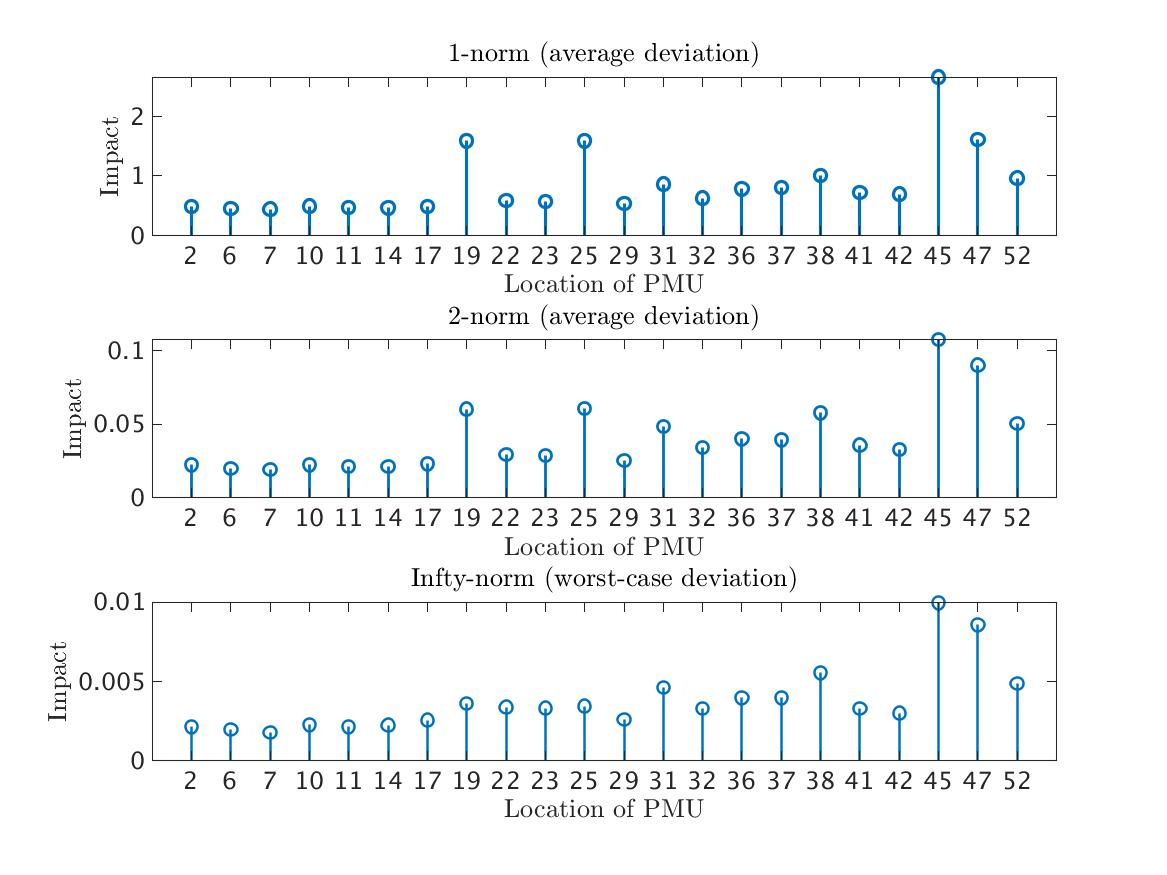 1-norm (average deviation)
Impact
2
1
0
2 6 7 10 11 14 17 19 22 23 25 29 31 32 36 37 38 41 42 45 47 52
Location of PMU
2-norm (average deviation)
Impact
0.1
0.05
0
2 6 7 10 11 14 17 19 22 23 25 29 31 32 36 37 38 41 42 45 47 52
Location of PMU
Infty-norm (worst-case deviation)
Impact
0.01
0.005
0
2 6 7 10 11 14 17 19 22 23 25 29 31 32 36 37 38 41 42 45 47 52
Location of PMU